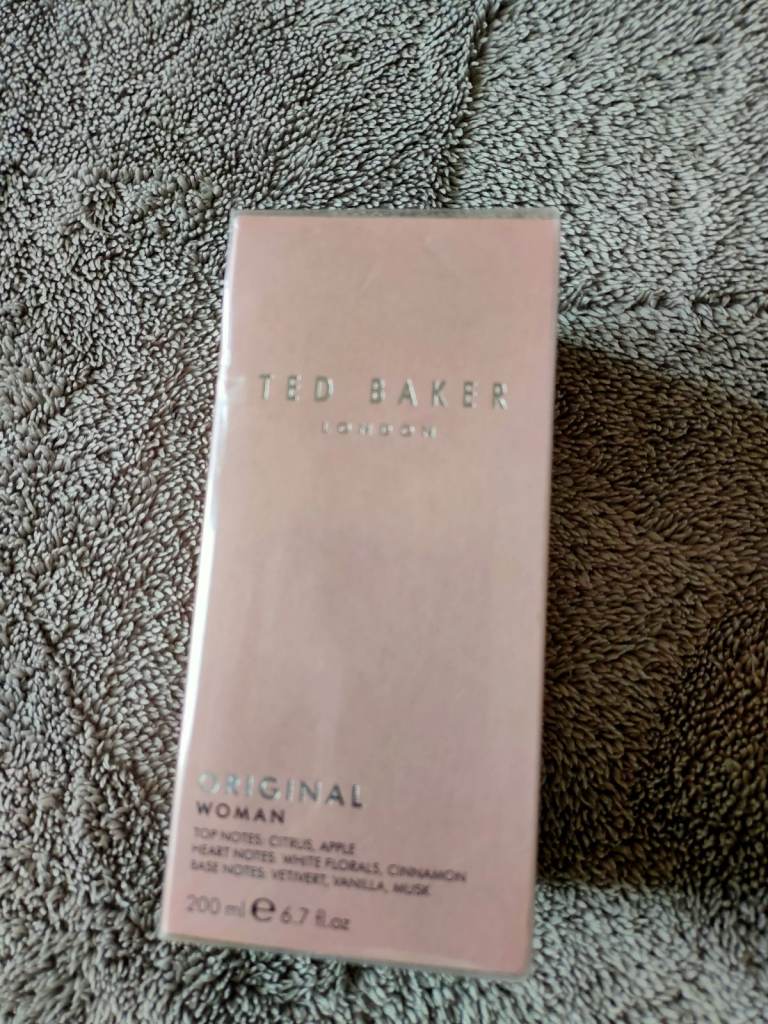 TED BAKER
LONDON
ORIGINAL
WOMAN
TOP NOTES: CITRUS, APPLE
HEART NOTES: WHITE FLORALS, CINNAMON
BASE NOTES: VETIVERT, VANILLA, MUSK
200 ml ℮ 6.7 fl.oz